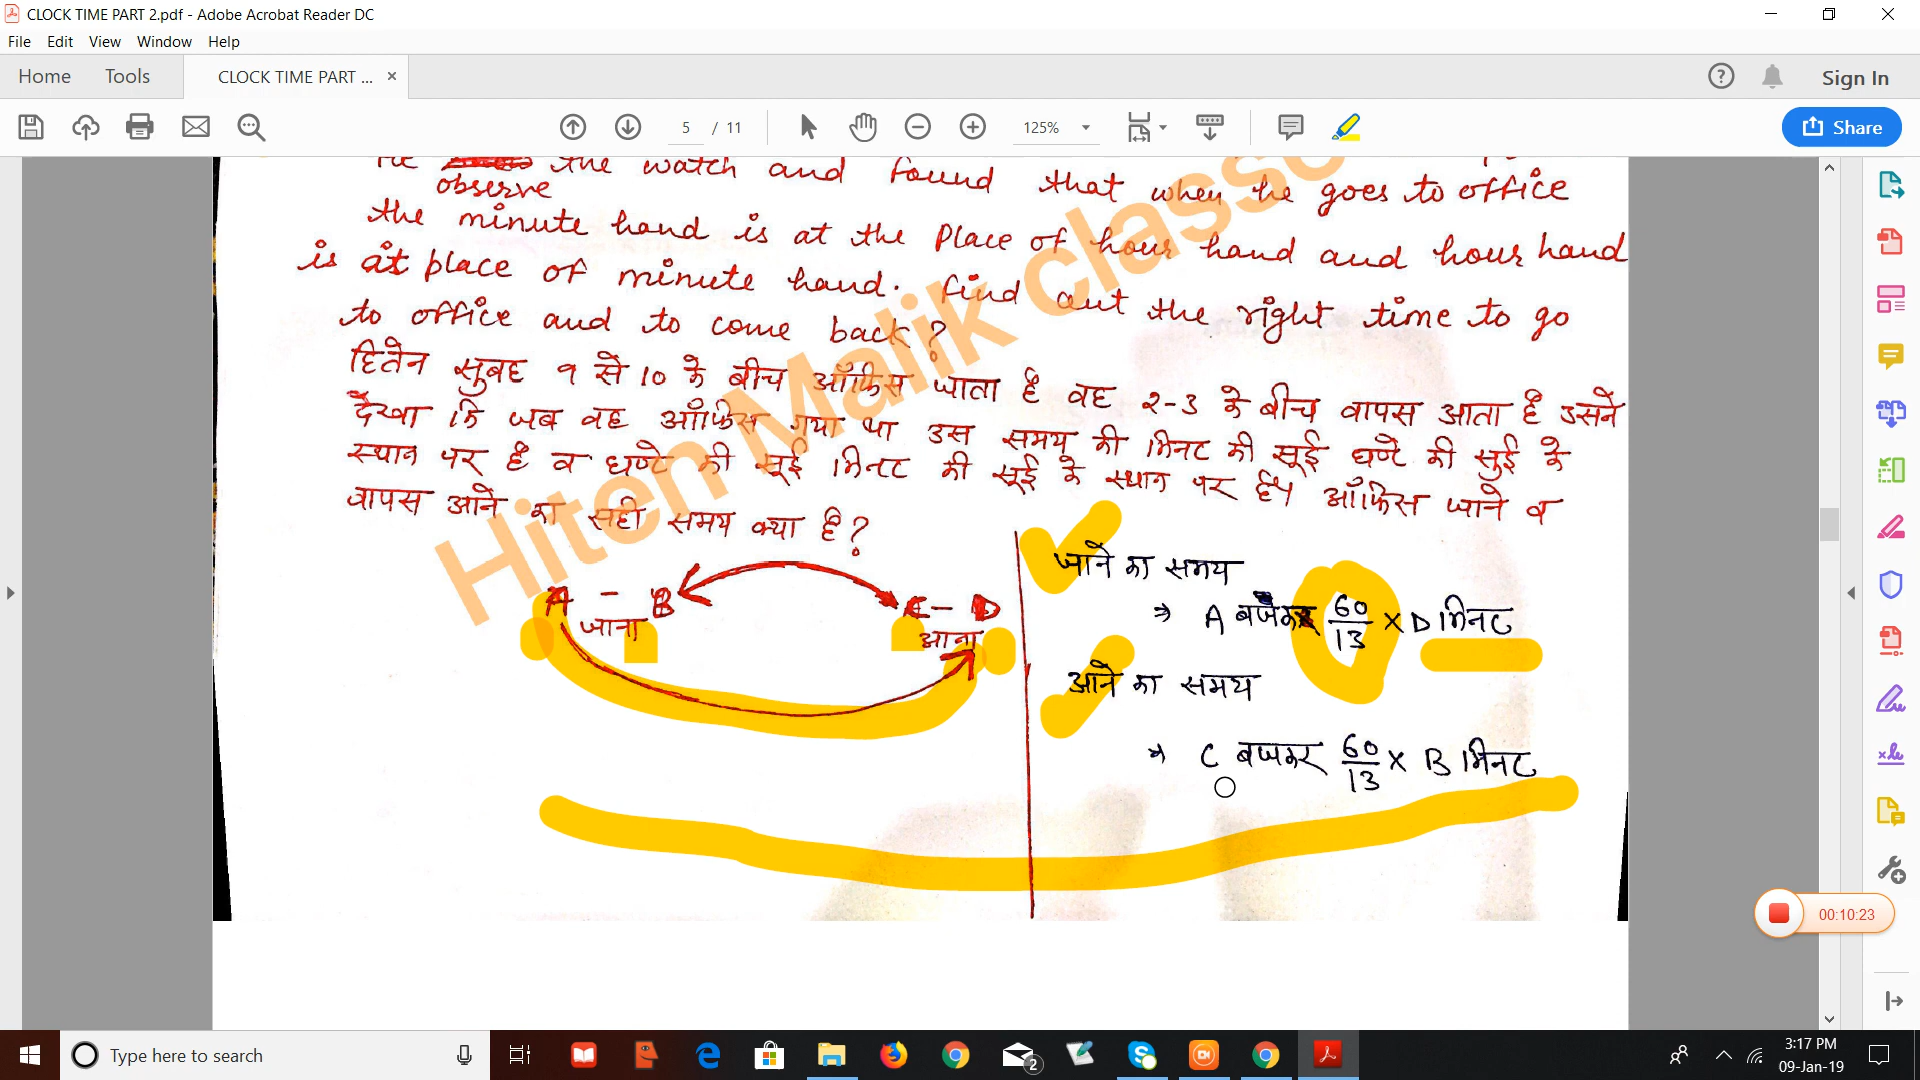 CLOCK TIME PART 2.pdf - Adobe Acrobat Reader DC
File Edit View Window Help
Home Tools CLOCK TIME PART ... × Sign In
5 / 11 125% Share
He the watch and found that when he goes to office
observe
the minute hand is at the place of hour hand and hour hand
is at place of minute hand. Find out the right time to go
to office and to come back?
हितेन सुबह 9 से 10 के बीच ऑफिस जाता है वह 2-3 के बीच वापस आता है उसने
देखा कि जब वह ऑफिस गया था उस समय की मिनट की सूई घण्टे की सुई के
स्थान पर है व घण्टे की सूई मिनट की सूई के स्थान पर है। ऑफिस जाने व
वापस आने का सही समय क्या है?
Hiten Malik classe
A - B C - D
जाना आना
जाने का समय
⇒ A बजकर 60/13 × D मिनट
आने का समय
⇒ C बजकर 60/13 × B मिनट
00:10:23
Type here to search
2
3:17 PM
09-Jan-19